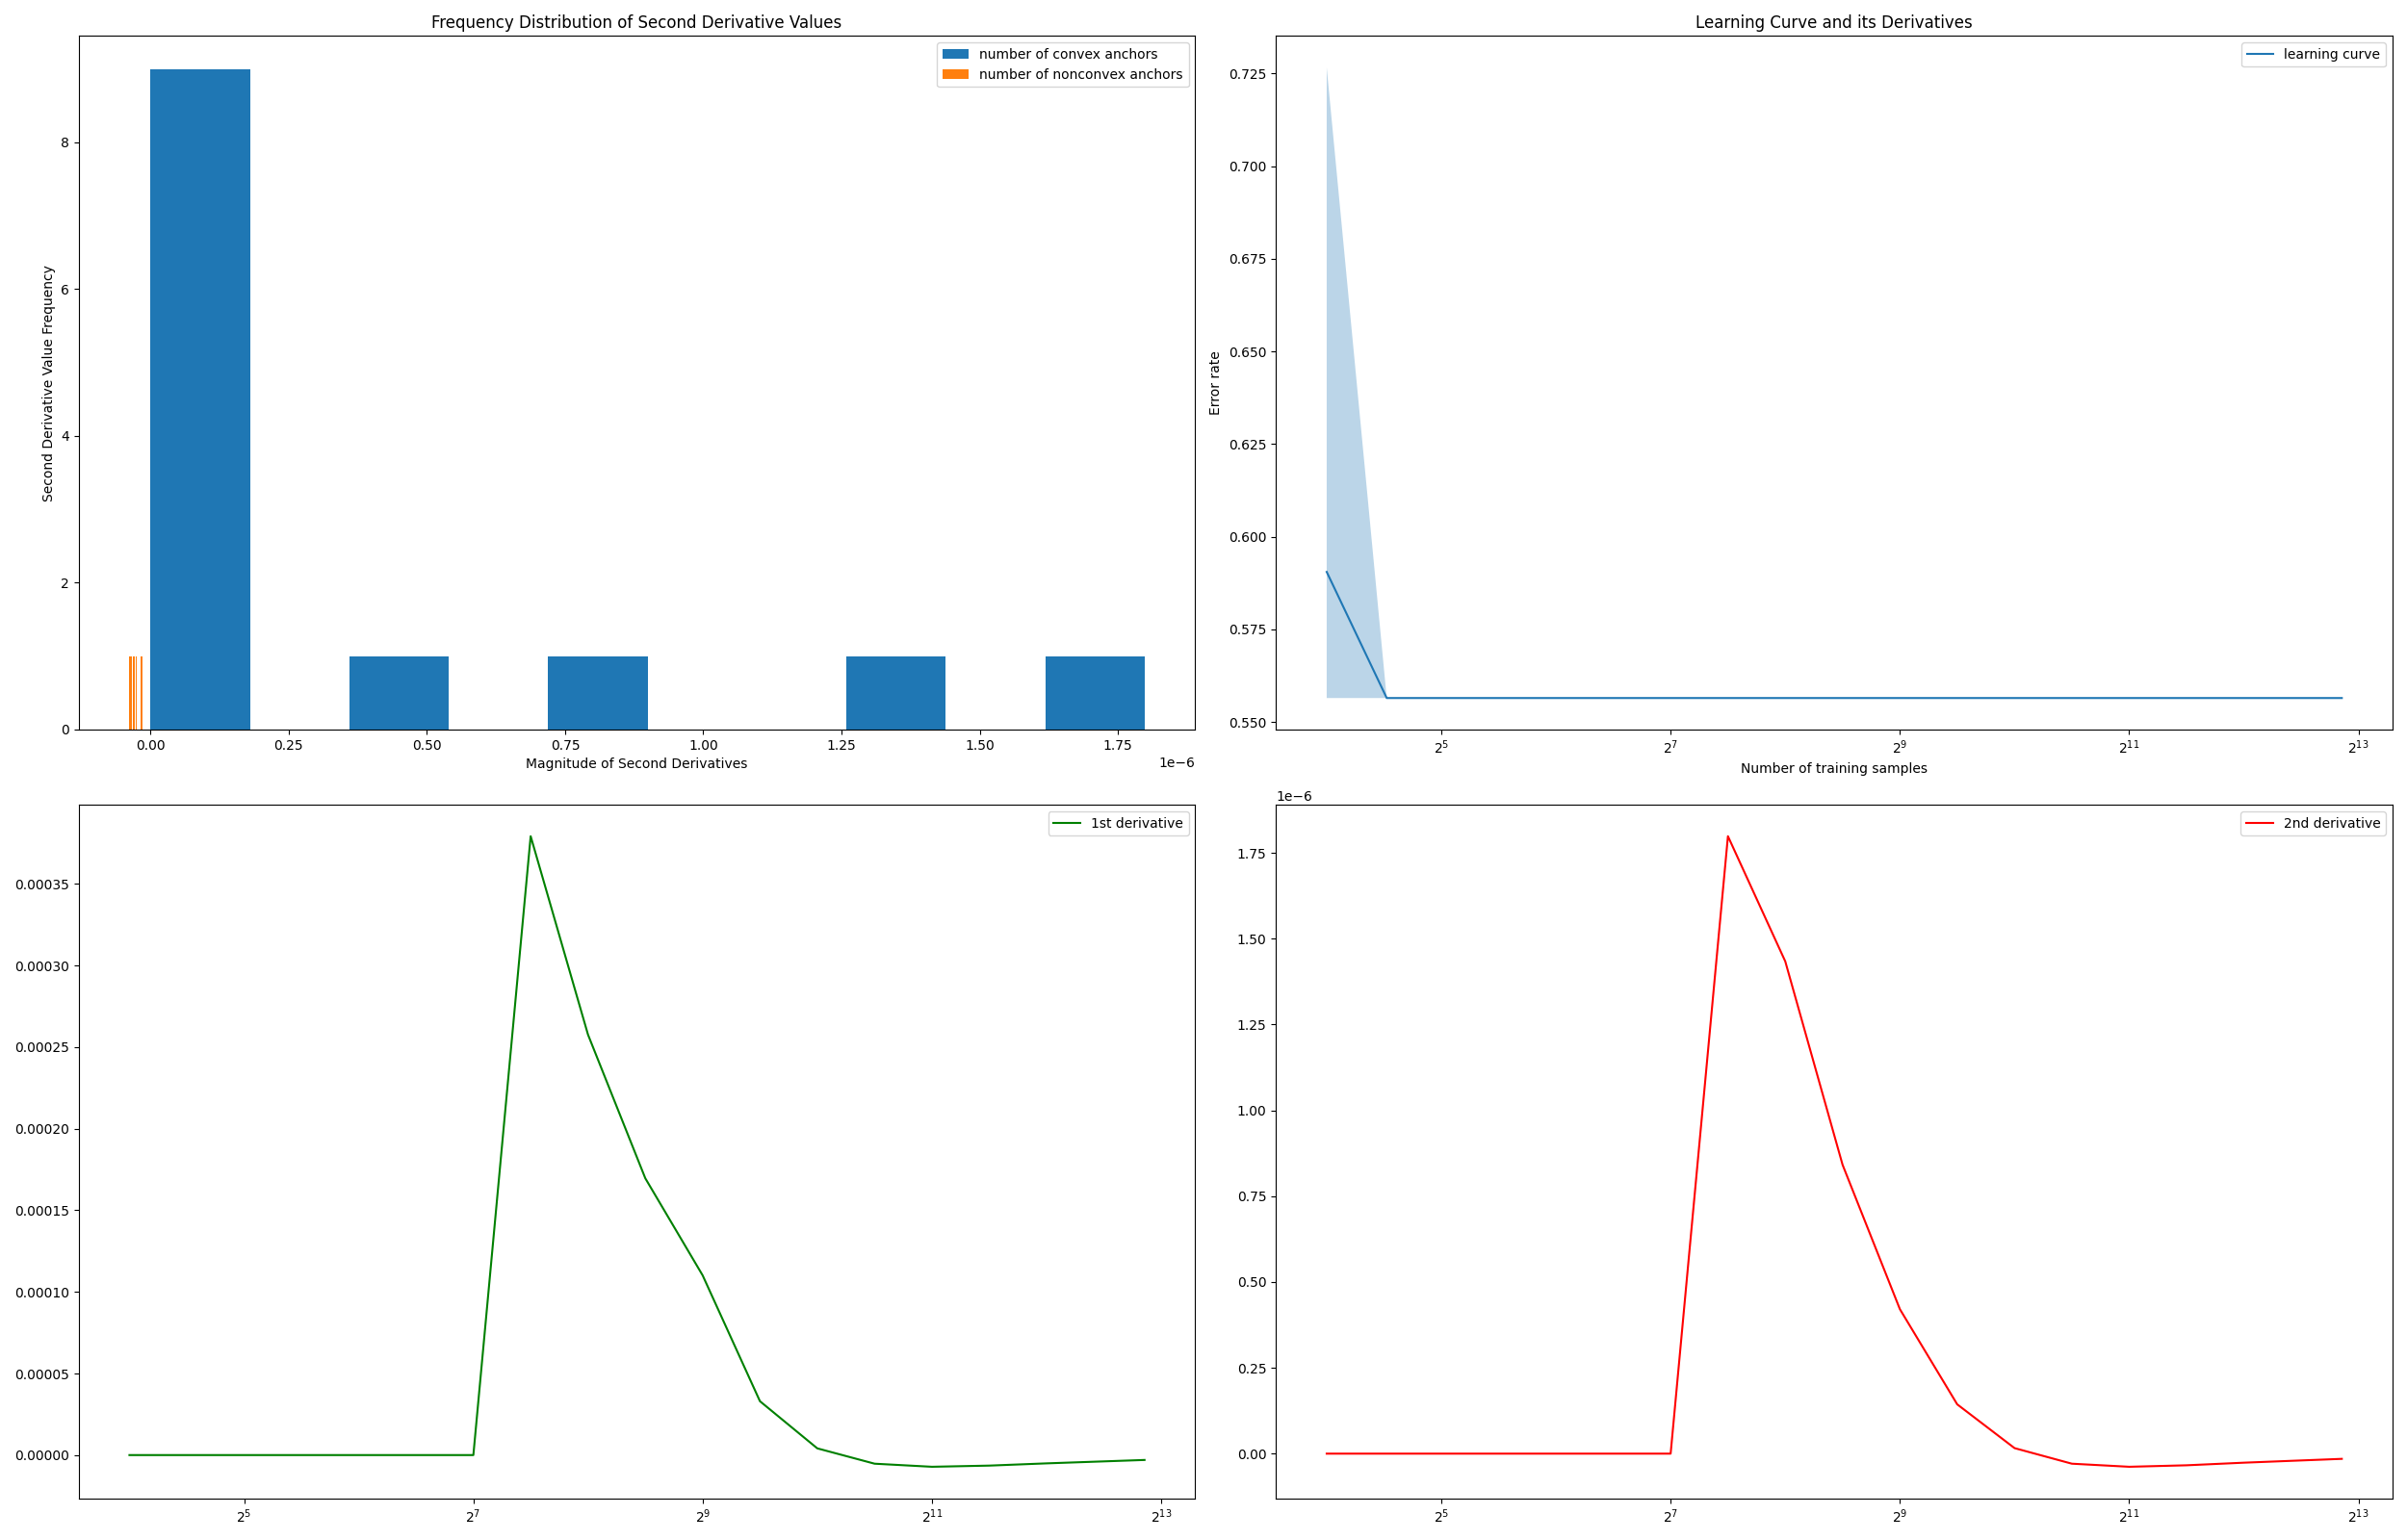 Frequency Distribution of Second Derivative Values
number of convex anchors
number of nonconvex anchors
Second Derivative Value Frequency
8
6
4
2
0
0.00 0.25 0.50 0.75 1.00 1.25 1.50 1.75
1e−6
Magnitude of Second Derivatives
Learning Curve and its Derivatives
learning curve
Error rate
0.725
0.700
0.675
0.650
0.625
0.600
0.575
0.550
2^5 2^7 2^9 2^11 2^13
Number of training samples
1st derivative
0.00035
0.00030
0.00025
0.00020
0.00015
0.00010
0.00005
0.00000
2^5 2^7 2^9 2^11 2^13
1e−6
2nd derivative
1.75
1.50
1.25
1.00
0.75
0.50
0.25
0.00
2^5 2^7 2^9 2^11 2^13